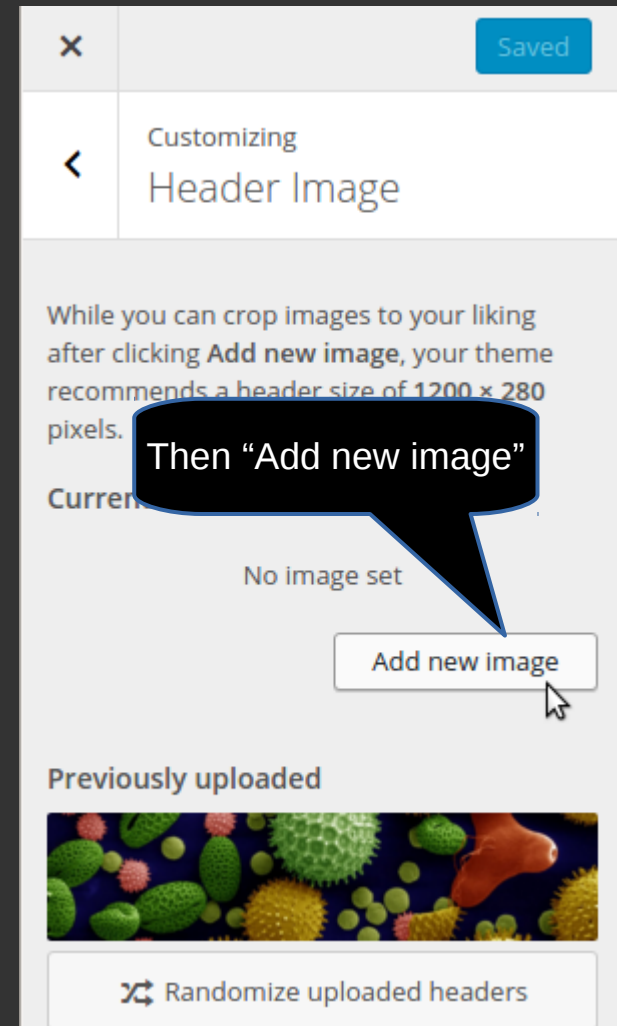 Saved
Customizing
Header Image
While you can crop images to your liking
after clicking Add new image, your theme
recommends a header size of 1200 × 280
pixels.
Then “Add new image”
No image set
Add new image
Previously uploaded
Randomize uploaded headers